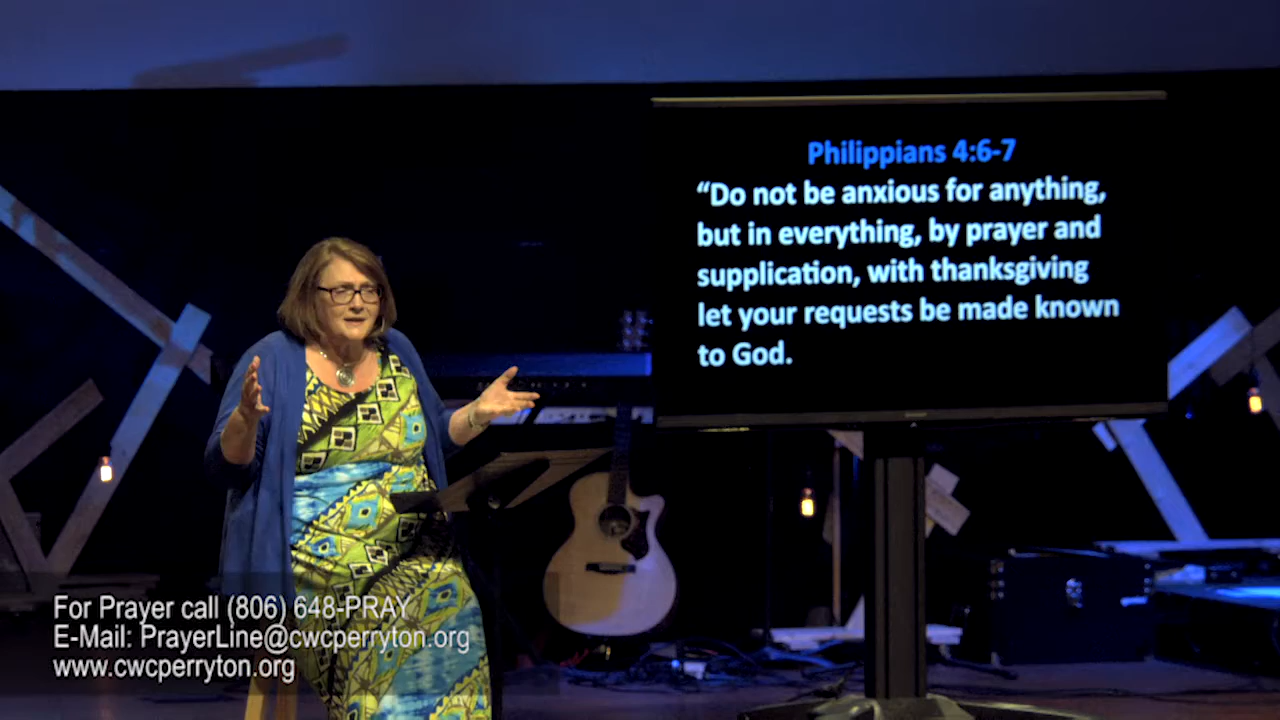 Philippians 4:6-7
“Do not be anxious for anything,
but in everything, by prayer and
supplication, with thanksgiving
let your requests be made known
to God.
For Prayer call (806) 648-PRAY
E-Mail: PrayerLine@cwcperryton.org
www.cwcperryton.org